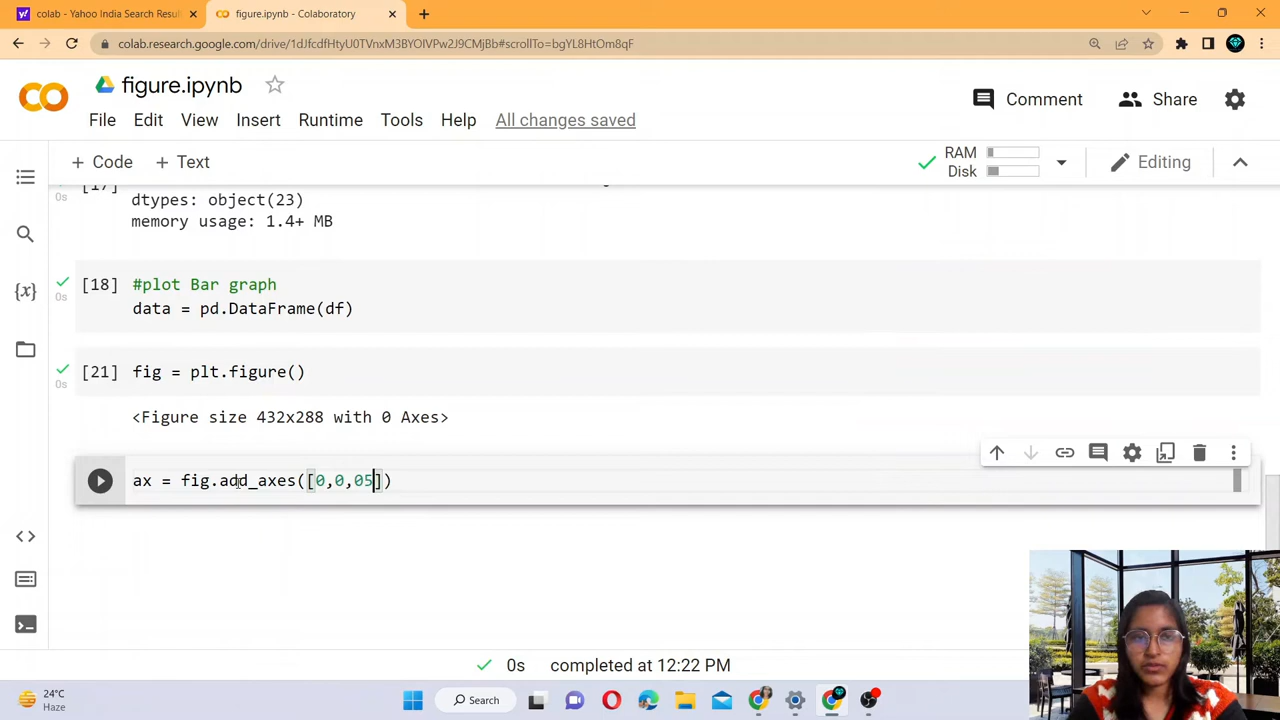 colab - Yahoo India Search Resul
figure.ipynb - Colaboratory
colab.research.google.com/drive/1dJfcdfHtyU0TVnxM3BYOIVPw2J9CMjBb#scrollTo=bgYL8HtOm8qF
figure.ipynb
Comment
Share
File Edit View Insert Runtime Tools Help All changes saved
+ Code + Text
RAM
Disk
Editing
[17]
0s
dtypes: object(23)
memory usage: 1.4+ MB
[18] #plot Bar graph
0s
data = pd.DataFrame(df)
[21] fig = plt.figure()
0s
<Figure size 432x288 with 0 Axes>
ax = fig.add_axes([0,0,05])
0s completed at 12:22 PM
24°C
Haze
Search